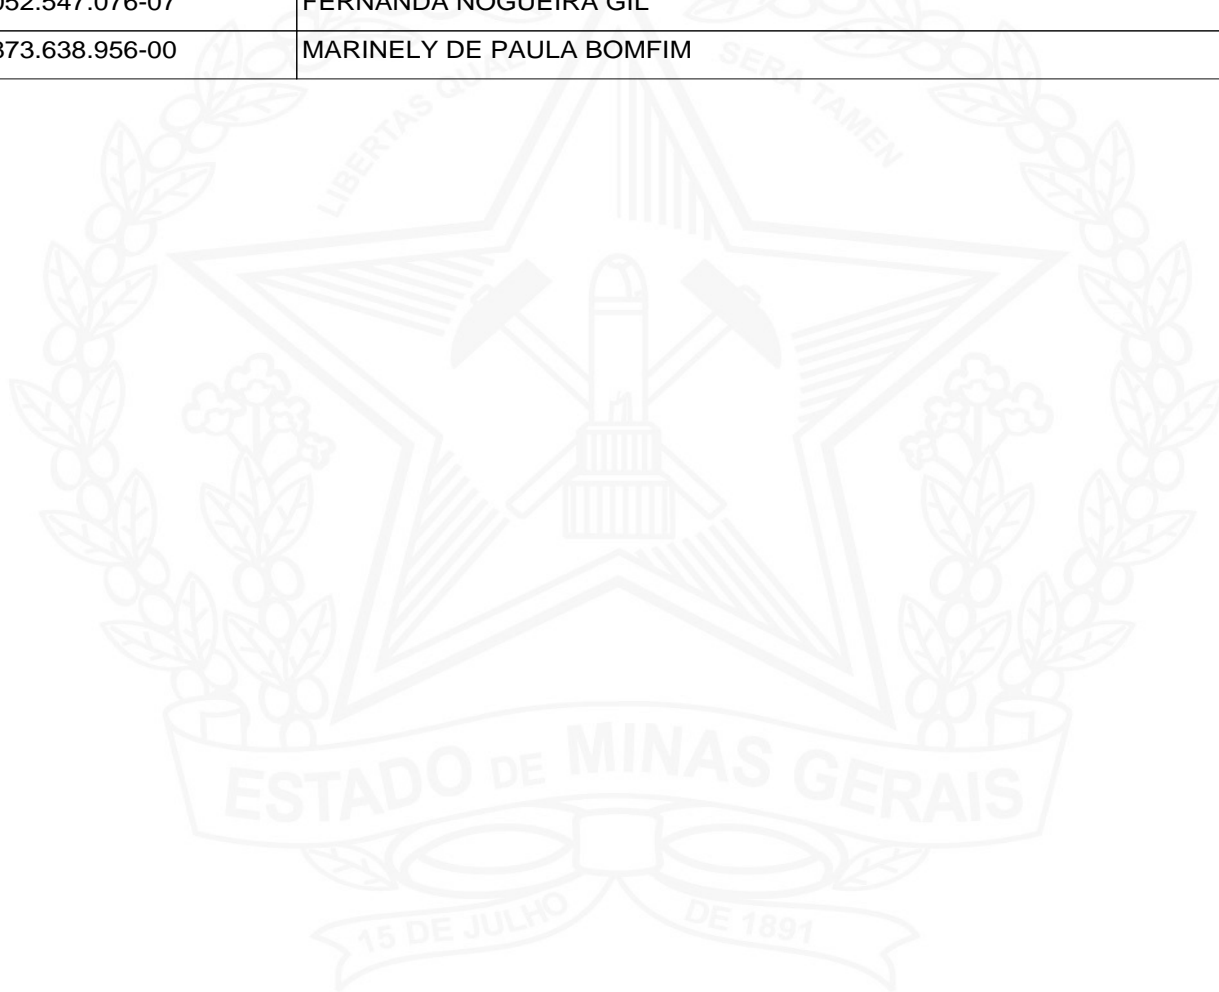 052.547.076-07 FERNANDA NOGUEIRA GIL
873.638.956-00 MARINELY DE PAULA BOMFIM
LIBERTAS QUAE SERA TAMEN
ESTADO DE MINAS GERAIS
15 DE JULHO DE 1891